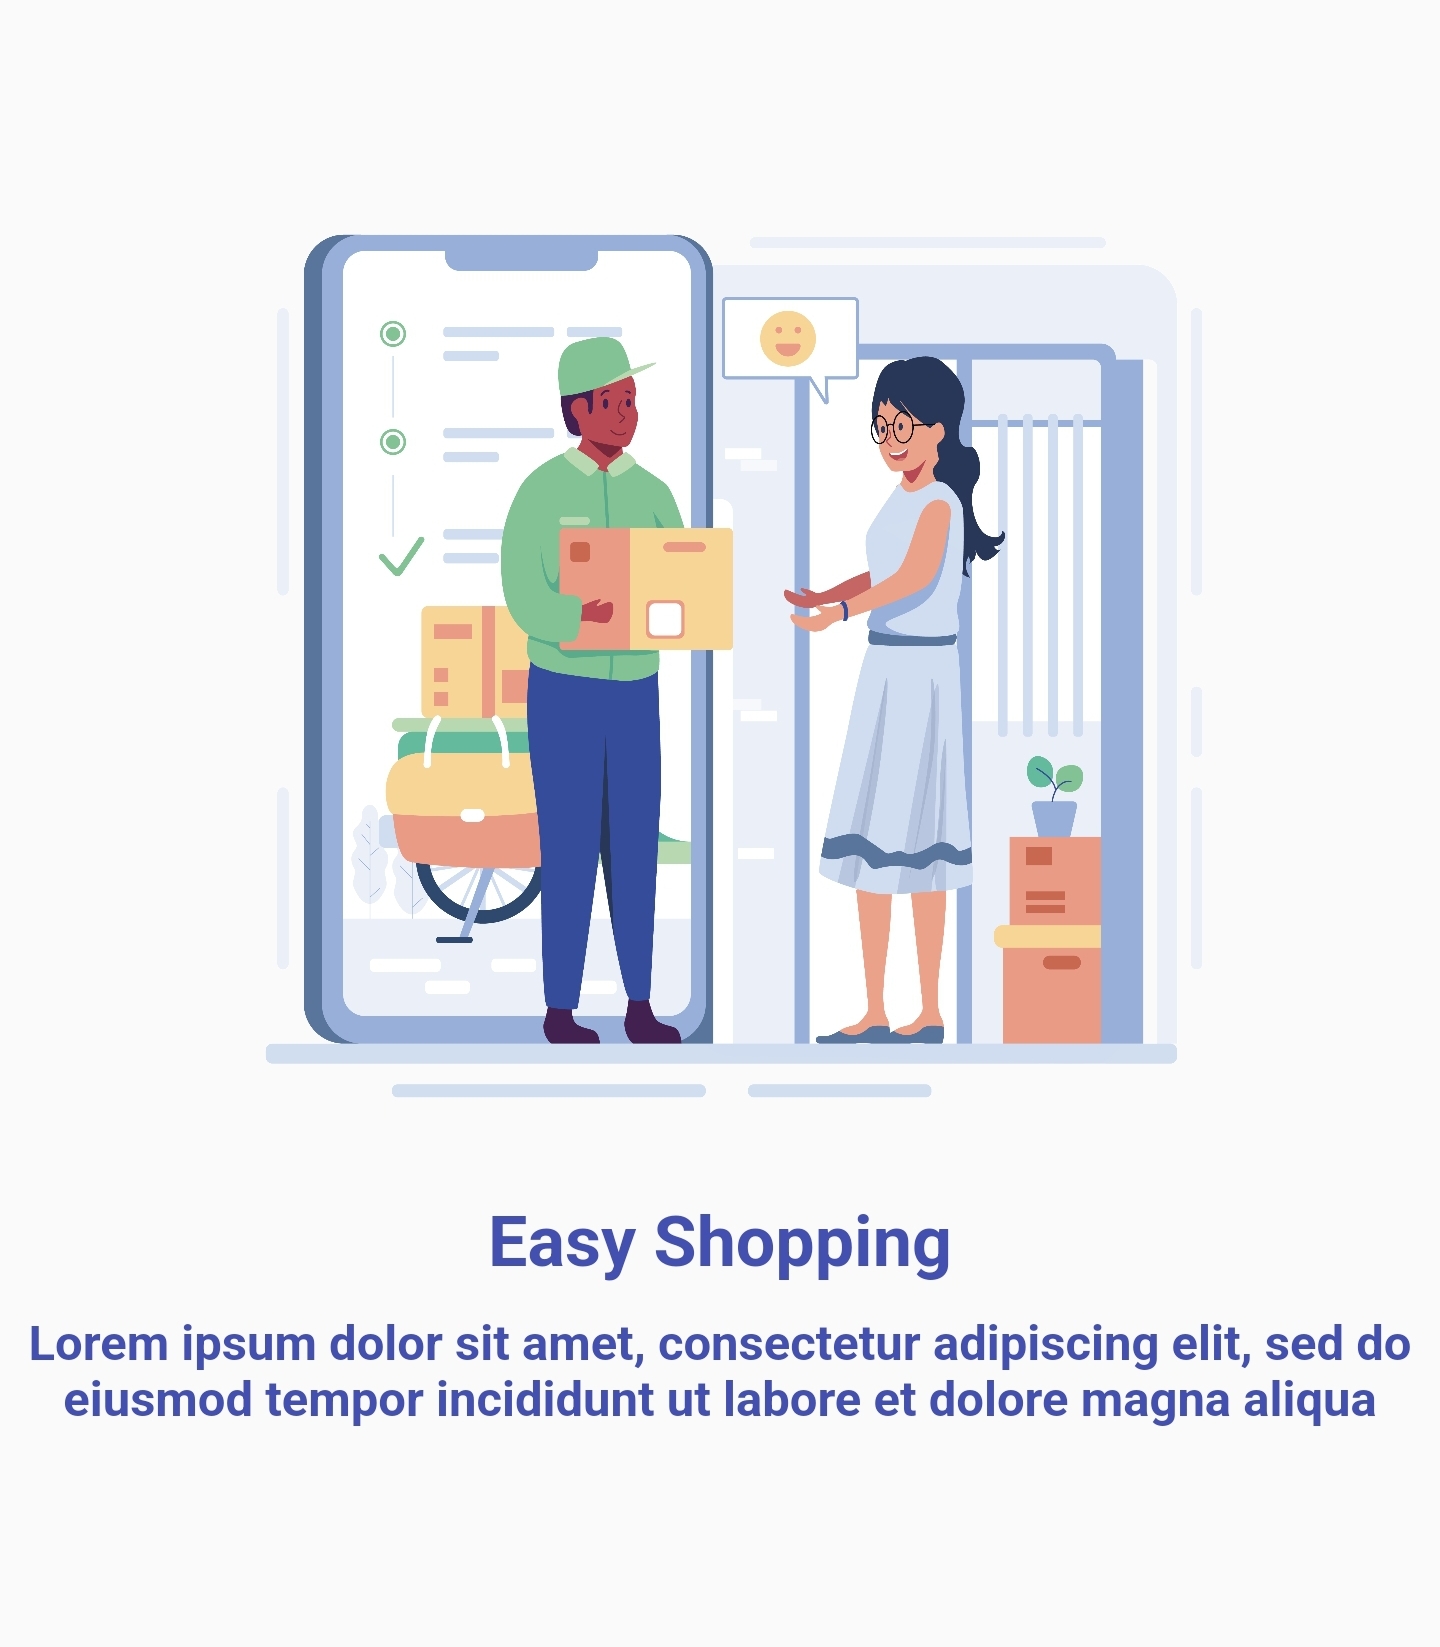 Easy Shopping
Lorem ipsum dolor sit amet, consectetur adipiscing elit, sed do
eiusmod tempor incididunt ut labore et dolore magna aliqua